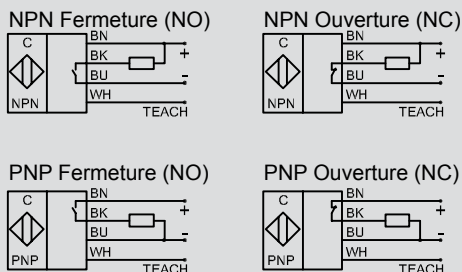 NPN Fermeture (NO)
C
BN
+
BK
BU
-
NPN
WH
TEACH
NPN Ouverture (NC)
C
BN
+
BK
BU
-
NPN
WH
TEACH
PNP Fermeture (NO)
C
BN
+
BK
BU
-
PNP
WH
TEACH
PNP Ouverture (NC)
C
BN
+
BK
BU
-
PNP
WH
TEACH